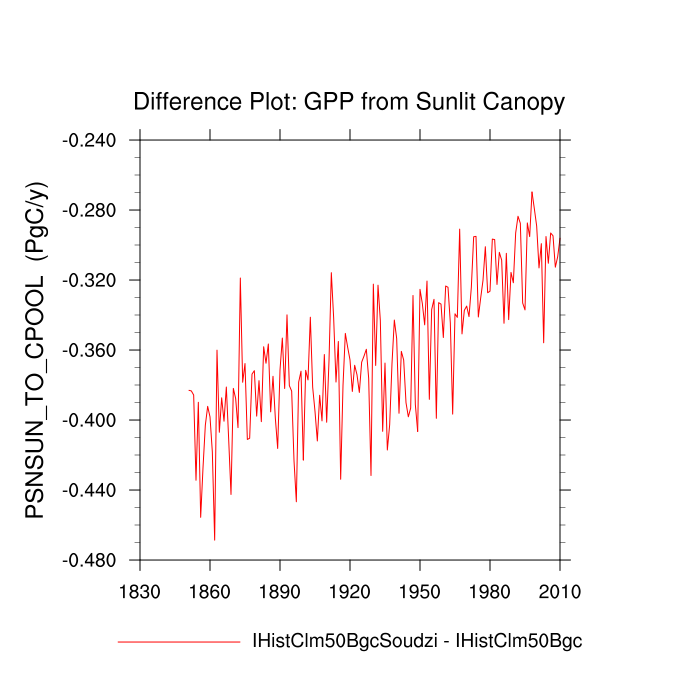 Difference Plot: GPP from Sunlit Canopy
PSNSUN_TO_CPOOL (PgC/y)
-0.240
-0.280
-0.320
-0.360
-0.400
-0.440
-0.480
1830 1860 1890 1920 1950 1980 2010
IHistClm50BgcSoudzi - IHistClm50Bgc